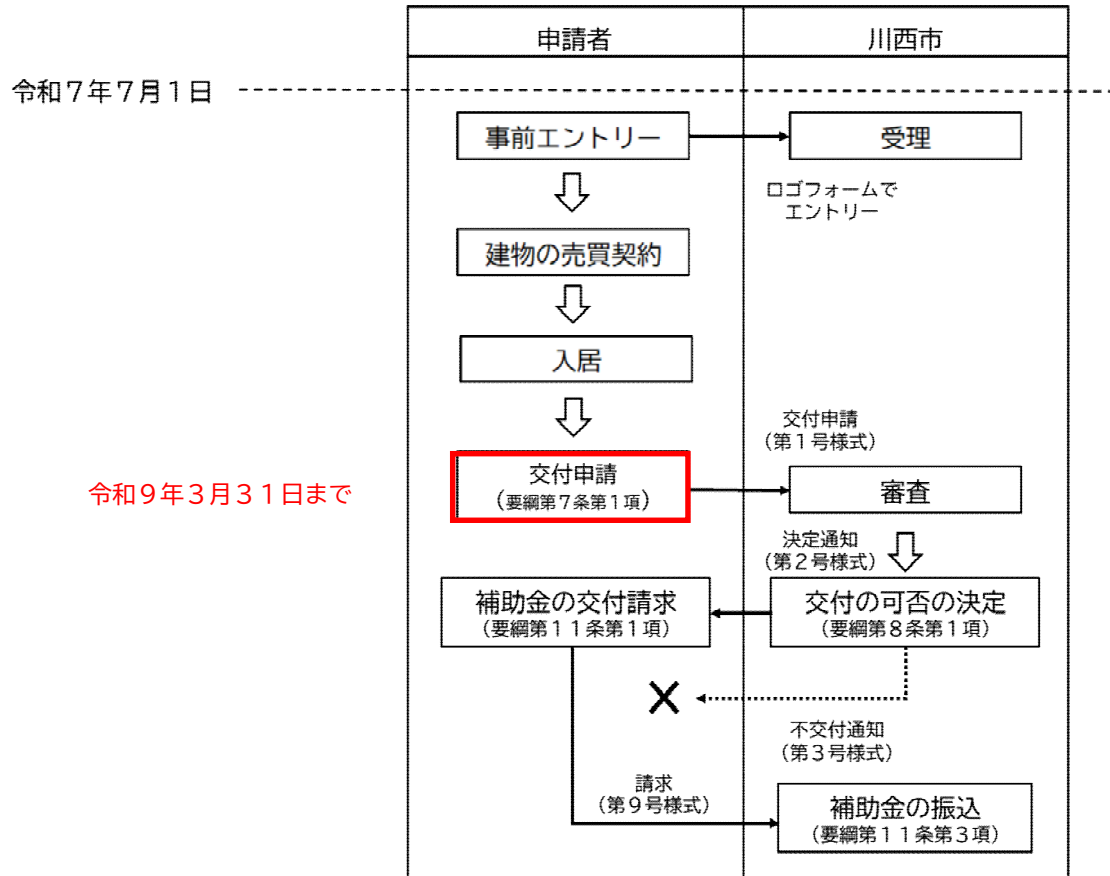 申請者
川西市
令和７年７月１日
事前エントリー
受理
ロゴフォームで
エントリー
建物の売買契約
入居
交付申請
（第１号様式）
令和９年３月３１日まで
交付申請
（要綱第７条第１項）
審査
決定通知
（第２号様式）
補助金の交付請求
（要綱第１１条第１項）
交付の可否の決定
（要綱第８条第１項）
不交付通知
（第３号様式）
請求
（第９号様式）
補助金の振込
（要綱第１１条第３項）